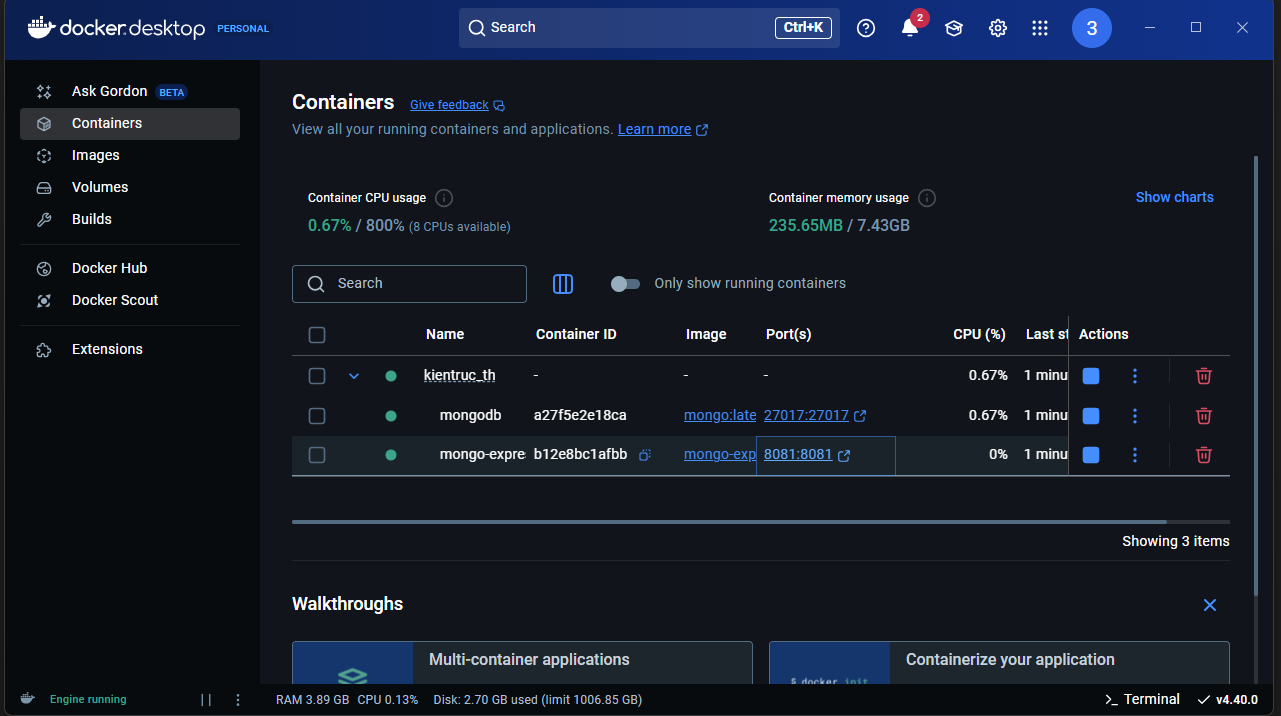 docker desktop PERSONAL
Search Ctrl+K
2
3
Ask Gordon BETA
Containers
Images
Volumes
Builds
Docker Hub
Docker Scout
Extensions
Containers Give feedback
View all your running containers and applications. Learn more
Container CPU usage
0.67% / 800% (8 CPUs available)
Container memory usage
235.65MB / 7.43GB
Show charts
Search
Only show running containers
Name Container ID Image Port(s) CPU (%) Last st Actions
kientruc_th - - - 0.67% 1 minu
mongodb a27f5e2e18ca mongo:late 27017:27017 0.67% 1 minu
mongo-expre b12e8bc1afbb mongo-exp 8081:8081 0% 1 minu
Showing 3 items
Walkthroughs
Multi-container applications
Containerize your application
$ docker init
Engine running
RAM 3.89 GB CPU 0.13% Disk: 2.70 GB used (limit 1006.85 GB)
>_ Terminal
v4.40.0